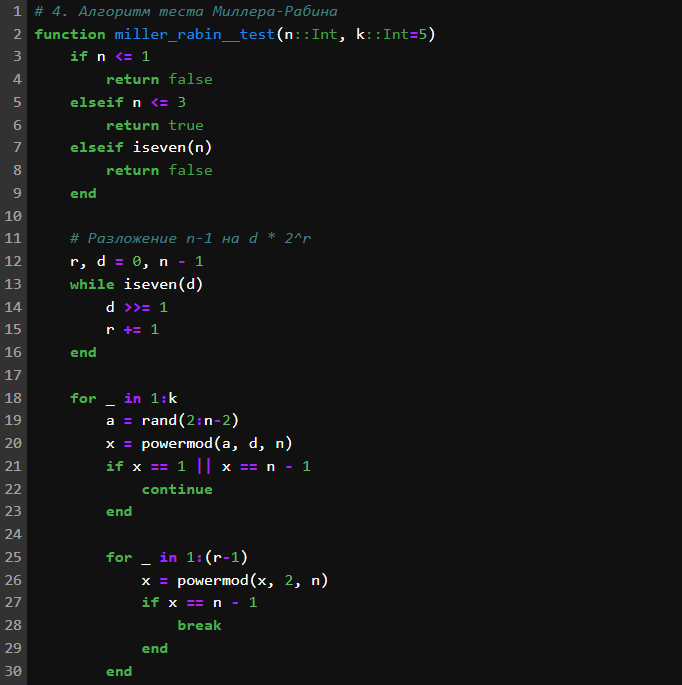 1 # 4. Алгоритм теста Миллера-Рабина
2 function miller_rabin__test(n::Int, k::Int=5)
3     if n <= 1
4         return false
5     elseif n <= 3
6         return true
7     elseif iseven(n)
8         return false
9     end
10
11     # Разложение n-1 на d * 2^r
12     r, d = 0, n - 1
13     while iseven(d)
14         d >>= 1
15         r += 1
16     end
17
18     for _ in 1:k
19         a = rand(2:n-2)
20         x = powermod(a, d, n)
21         if x == 1 || x == n - 1
22             continue
23         end
24
25         for _ in 1:(r-1)
26             x = powermod(x, 2, n)
27             if x == n - 1
28                 break
29             end
30         end